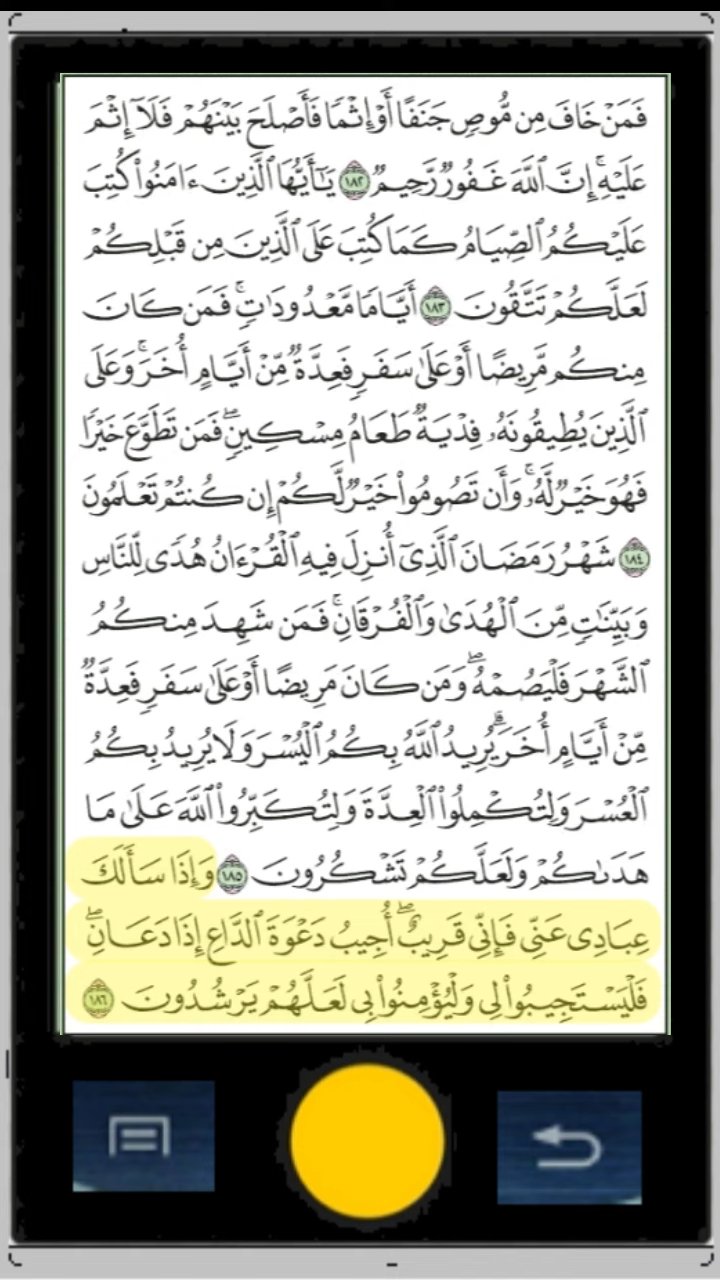 فَمَنْ خَافَ مِن مُّوصٍ جَنَفًا أَوْ إِثْمًا فَأَصْلَحَ بَيْنَهُمْ فَلَآ إِثْمَ
عَلَيْهِ ۚ إِنَّ ٱللَّهَ غَفُورٌ رَّحِيمٌ ١٨٢ يَٰٓأَيُّهَا ٱلَّذِينَ ءَامَنُوا۟ كُتِبَ
عَلَيْكُمُ ٱلصِّيَامُ كَمَا كُتِبَ عَلَى ٱلَّذِينَ مِن قَبْلِكُمْ
لَعَلَّكُمْ تَتَّقُونَ ١٨٣ أَيَّامًا مَّعْدُودَٰتٍ ۚ فَمَن كَانَ
مِنكُم مَّرِيضًا أَوْ عَلَىٰ سَفَرٍ فَعِدَّةٌ مِّنْ أَيَّامٍ أُخَرَ ۚ وَعَلَى
ٱلَّذِينَ يُطِيقُونَهُۥ فِدْيَةٌ طَعَامُ مِسْكِينٍ ۖ فَمَن تَطَوَّعَ خَيْرًا
فَهُوَ خَيْرٌ لَّهُۥ ۚ وَأَن تَصُومُوا۟ خَيْرٌ لَّكُمْ إِن كُنتُمْ تَعْلَمُونَ
١٨٤ شَهْرُ رَمَضَانَ ٱلَّذِىٓ أُنزِلَ فِيهِ ٱلْقُرْءَانُ هُدًى لِّلنَّاسِ
وَبَيِّنَٰتٍ مِّنَ ٱلْهُدَىٰ وَٱلْفُرْقَانِ ۚ فَمَن شَهِدَ مِنكُمُ
ٱلشَّهْرَ فَلْيَصُمْهُ ۖ وَمَن كَانَ مَرِيضًا أَوْ عَلَىٰ سَفَرٍ فَعِدَّةٌ
مِّنْ أَيَّامٍ أُخَرَ ۗ يُرِيدُ ٱللَّهُ بِكُمُ ٱلْيُسْرَ وَلَا يُرِيدُ بِكُمُ
ٱلْعُسْرَ وَلِتُكْمِلُوا۟ ٱلْعِدَّةَ وَلِتُكَبِّرُوا۟ ٱللَّهَ عَلَىٰ مَا
هَدَىٰكُمْ وَلَعَلَّكُمْ تَشْكُرُونَ ١٨٥ وَإِذَا سَأَلَكَ
عِبَادِى عَنِّى فَإِنِّى قَرِيبٌ ۖ أُجِيبُ دَعْوَةَ ٱلدَّاعِ إِذَا دَعَانِ ۖ
فَلْيَسْتَجِيبُوا۟ لِى وَلْيُؤْمِنُوا۟ بِى لَعَلَّهُمْ يَرْشُدُونَ ١٨٦